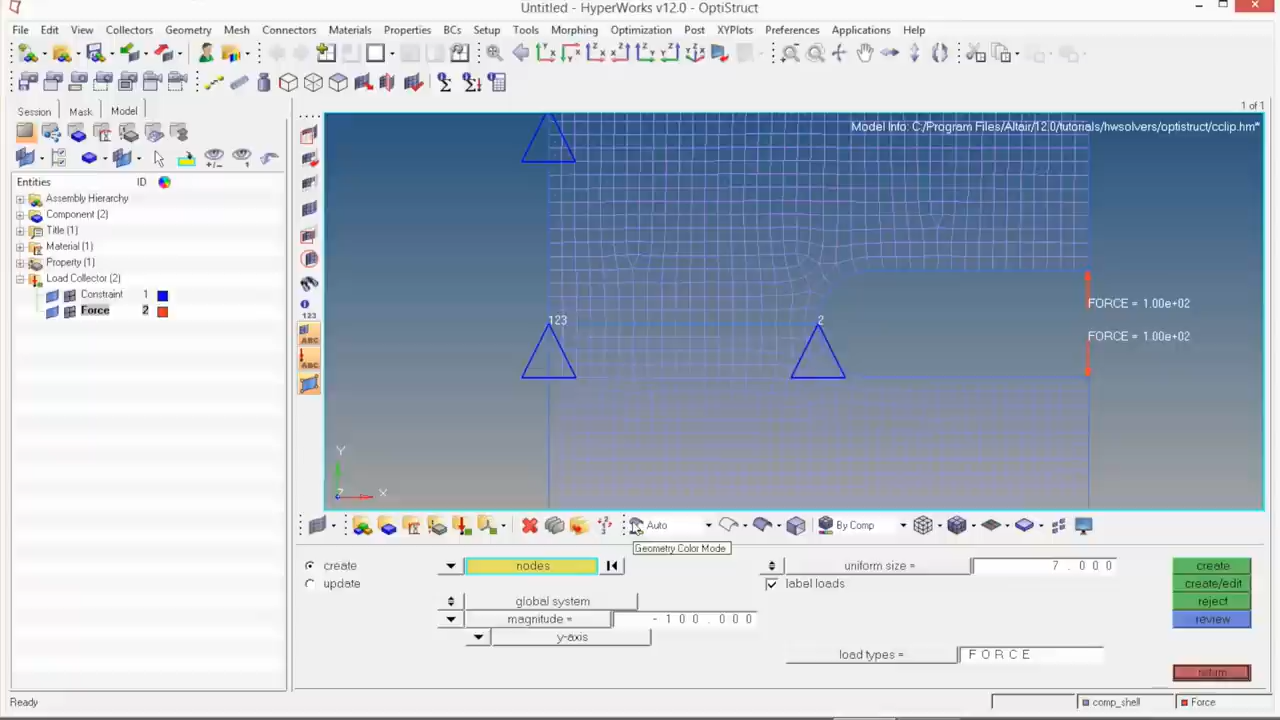 Untitled - HyperWorks v12.0 - OptiStruct
File Edit View Collectors Geometry Mesh Connectors Materials Properties BCs Setup Tools Morphing Optimization Post XYPlots Preferences Applications Help
Session Mask Model
1 of 1
Model Info: C:/Program Files/Altair/12.0/tutorials/hwsolvers/optistruct/cclip.hm*
Entities ID
Assembly Hierarchy
Component (2)
Title (1)
Material (1)
Property (1)
Load Collector (2)
Constraint 1
Force 2
123
ABC
ABC
123
2
FORCE = 1.00e+02
FORCE = 1.00e+02
Y
Z X
Auto
By Comp
Geometry Color Mode
create
update
nodes
global system
magnitude = -100.000
y-axis
uniform size = 7.000
label loads
load types = FORCE
create
create/edit
reject
review
return
Ready
comp_shell
Force